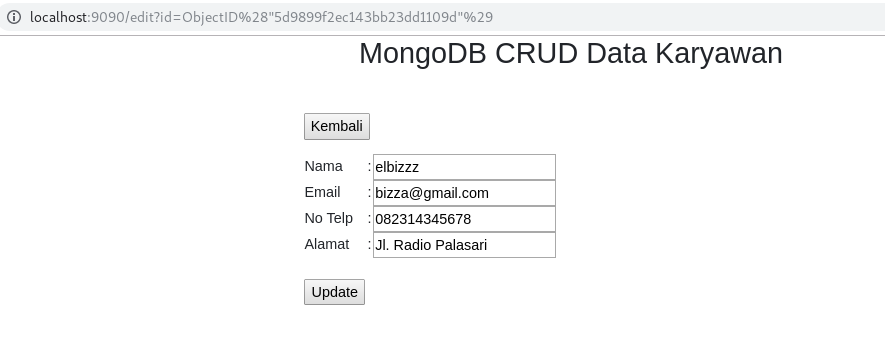 localhost:9090/edit?id=ObjectID%28"5d9899f2ec143bb23dd1109d"%29
MongoDB CRUD Data Karyawan
Kembali
Nama : elbizzz
Email : bizza@gmail.com
No Telp : 082314345678
Alamat : Jl. Radio Palasari
Update